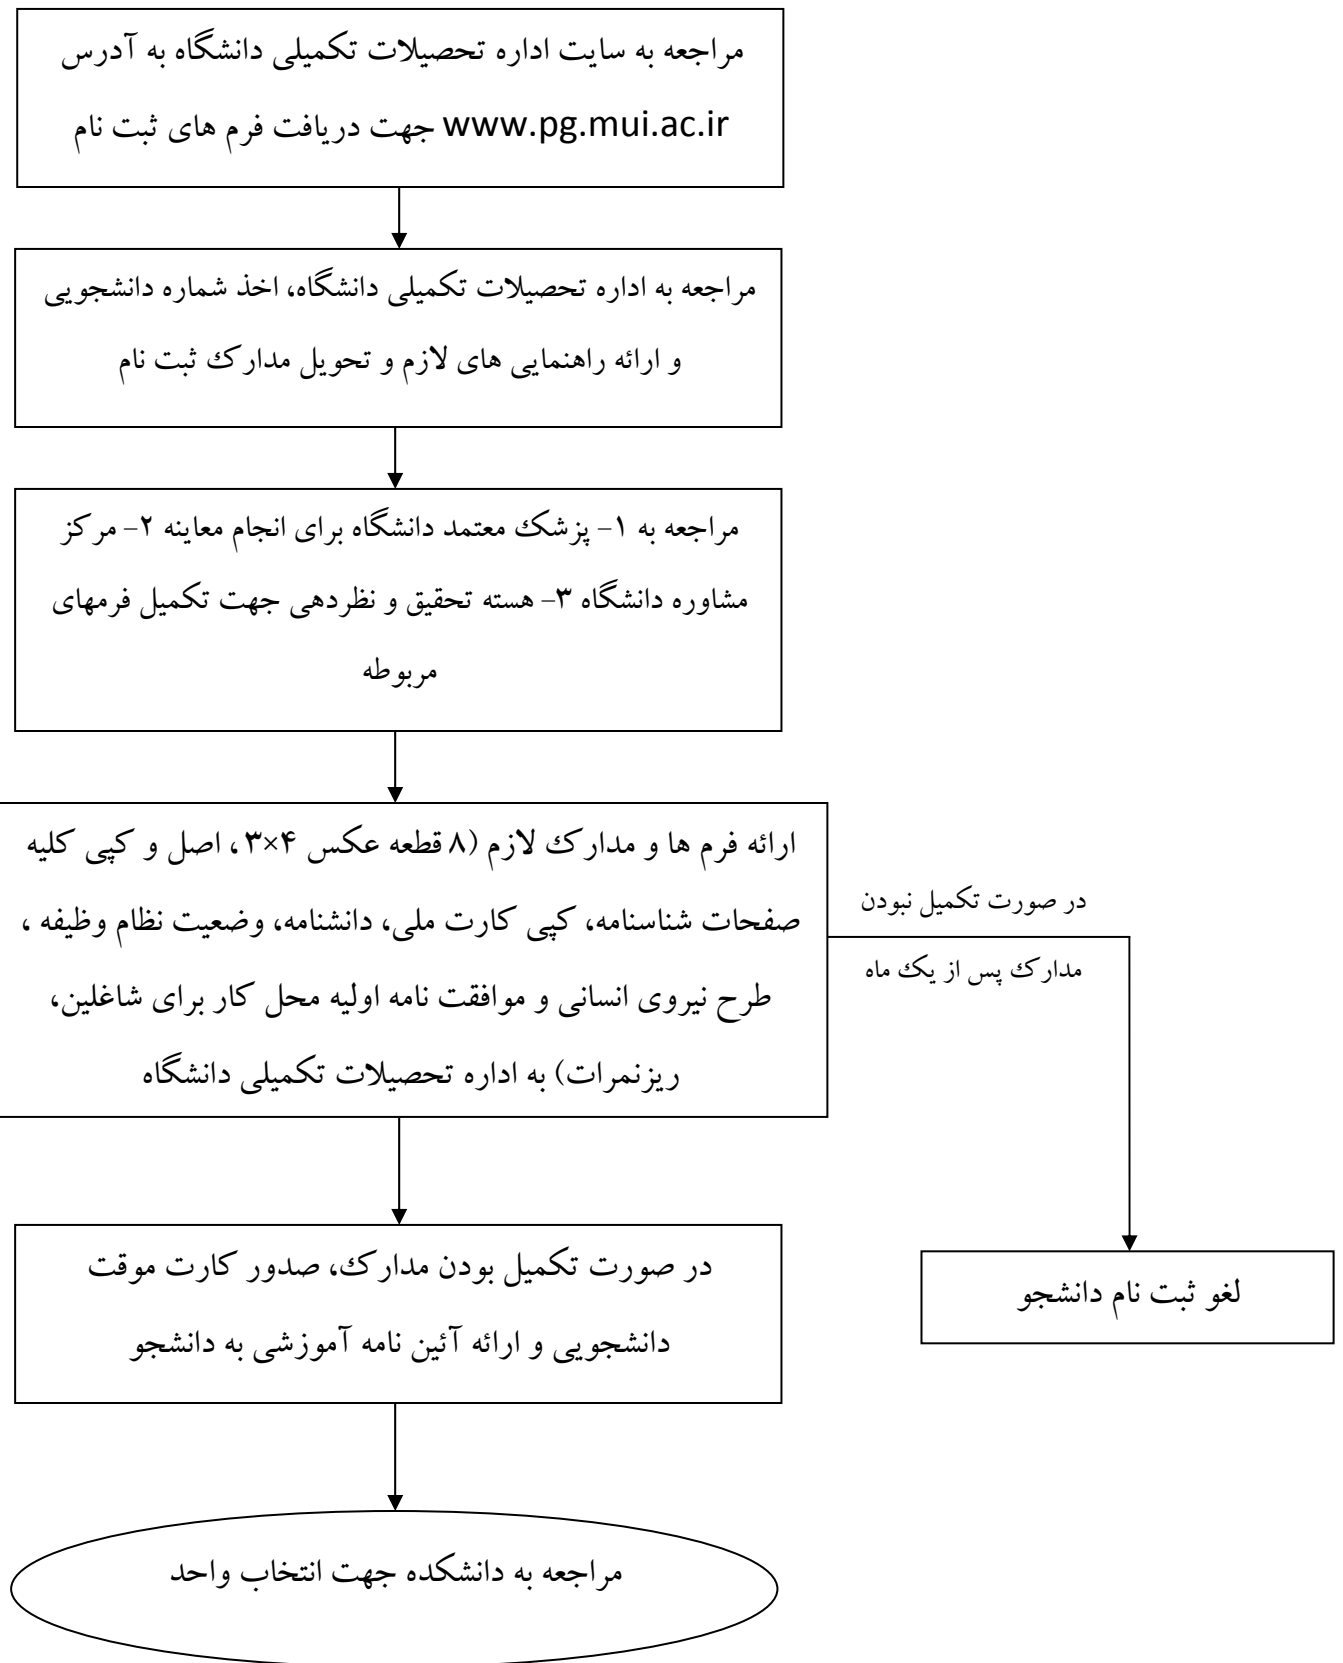 مراجعه به سایت اداره تحصیلات تکمیلی دانشگاه به آدرس
www.pg.mui.ac.ir جهت دریافت فرم های ثبت نام
مراجعه به اداره تحصیلات تکمیلی دانشگاه، اخذ شماره دانشجویی
و ارائه راهنمایی های لازم و تحویل مدارک ثبت نام
مراجعه به ۱- پزشک معتمد دانشگاه برای انجام معاینه ۲- مرکز
مشاوره دانشگاه ۳- هسته تحقیق و نظردهی جهت تکمیل فرمهای
مربوطه
ارائه فرم ها و مدارک لازم (۸ قطعه عکس ۴×۳ ، اصل و کپی کلیه
صفحات شناسنامه، کپی کارت ملی، دانشنامه، وضعیت نظام وظیفه ،
طرح نیروی انسانی و موافقت نامه اولیه محل کار برای شاغلین،
ریزنمرات) به اداره تحصیلات تکمیلی دانشگاه
در صورت تکمیل نبودن
مدارک پس از یک ماه
در صورت تکمیل بودن مدارک، صدور کارت موقت
دانشجویی و ارائه آئین نامه آموزشی به دانشجو
لغو ثبت نام دانشجو
مراجعه به دانشکده جهت انتخاب واحد